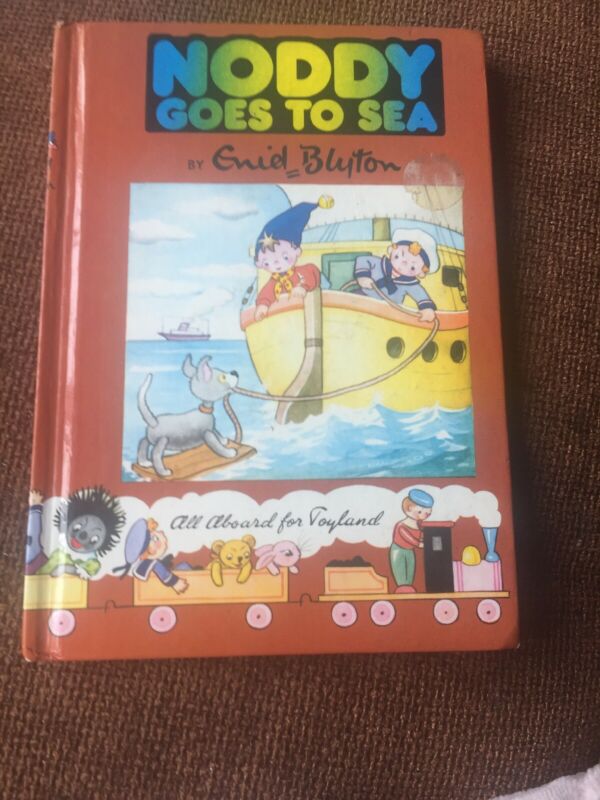 NODDY
GOES TO SEA
BY Enid Blyton
All Aboard for Toyland